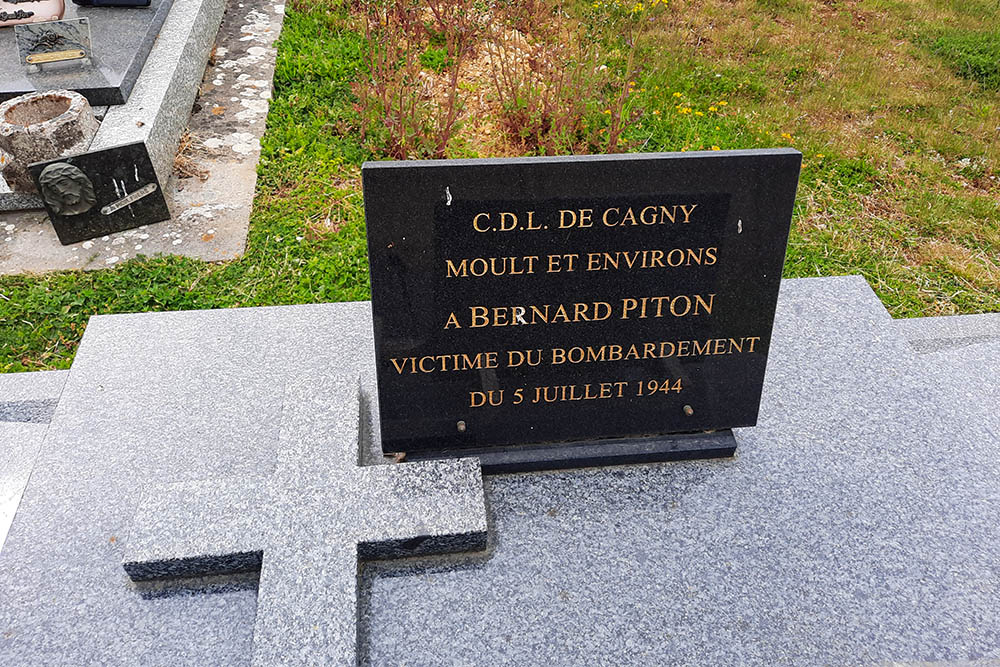 C.D.L. DE CAGNY
MOULT ET ENVIRONS
A BERNARD PITON
VICTIME DU BOMBARDEMENT
DU 5 JUILLET 1944